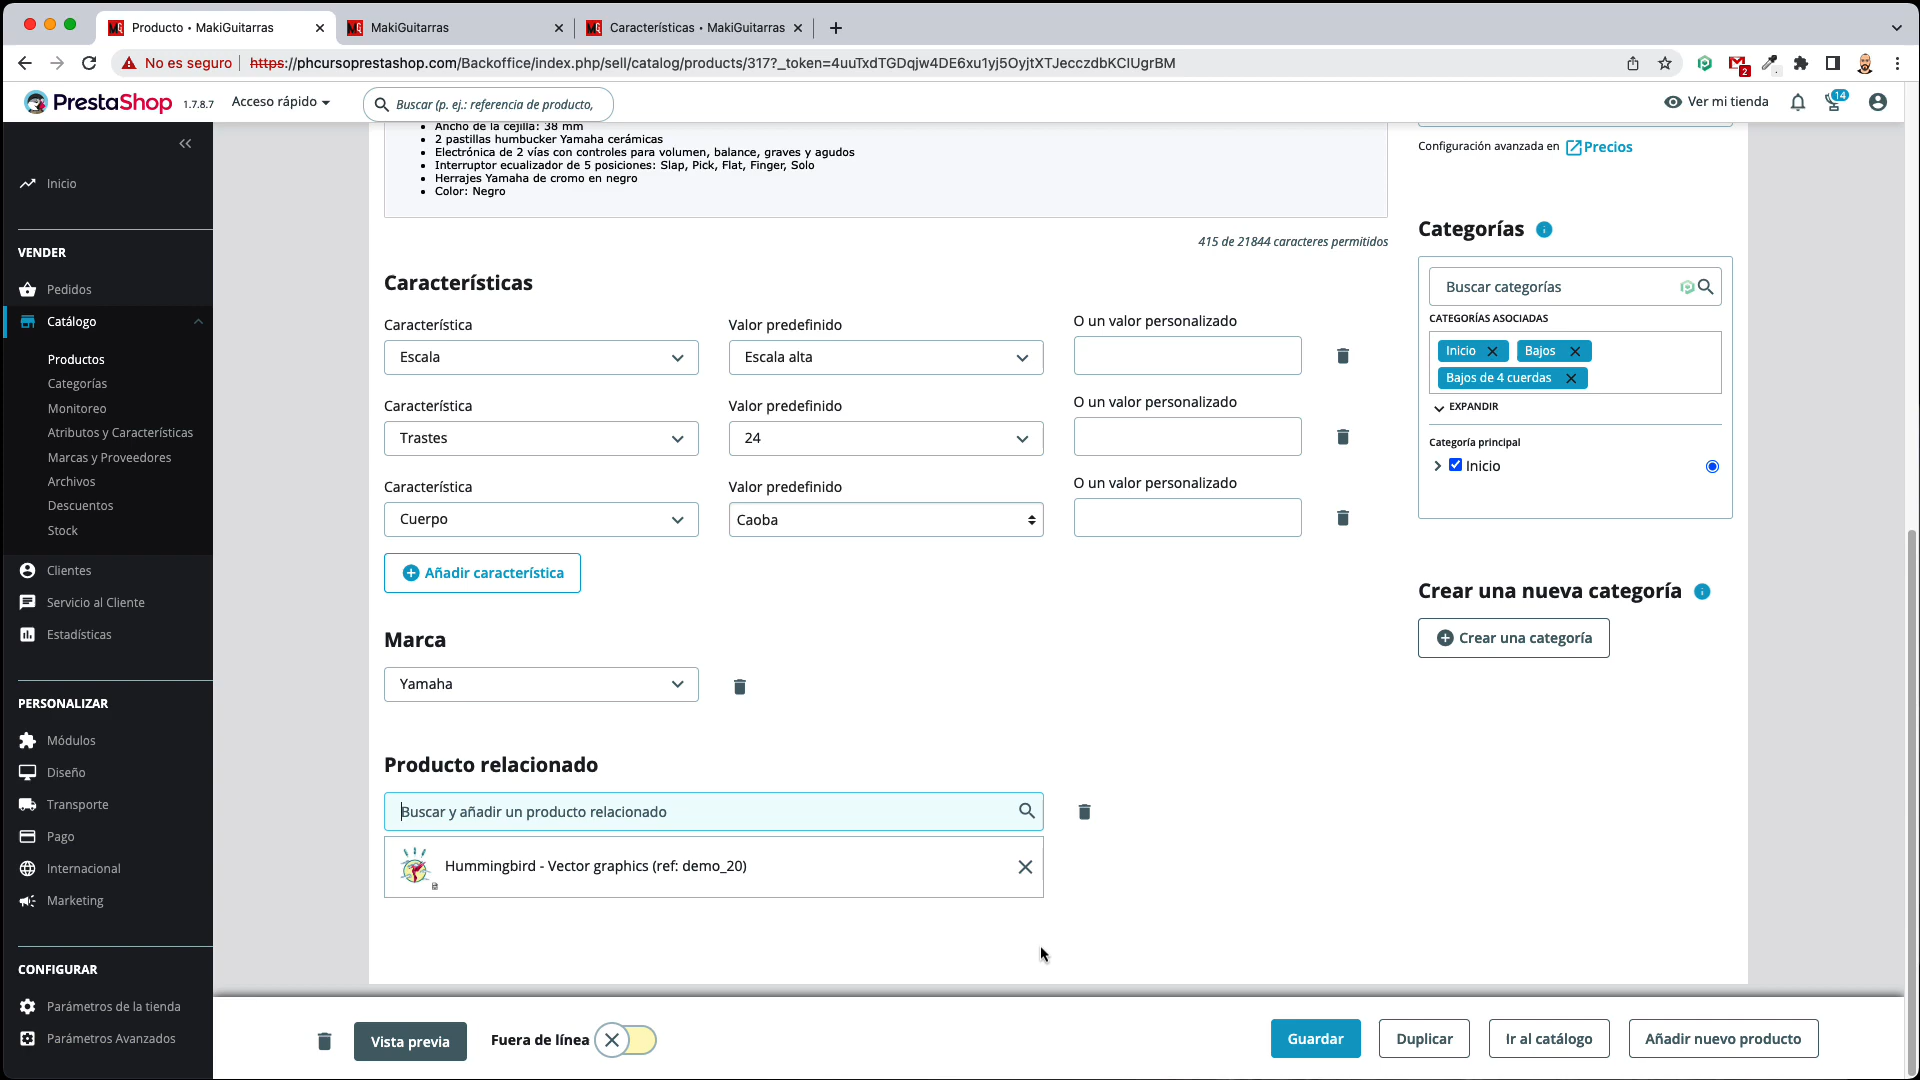 Producto • MakiGuitarras
MakiGuitarras
Características • MakiGuitarras
No es seguro
https://phcursoprestashop.com/Backoffice/index.php/sell/catalog/products/317?_token=4uuTxdTGDqjw4DE6xu1yj5OyjtXTJecczdbKCIUgrBM
2
PrestaShop 1.7.8.7
Acceso rápido
Buscar (p. ej.: referencia de producto,
Ver mi tienda
14
Inicio
VENDER
Pedidos
Catálogo
Productos
Categorías
Monitoreo
Atributos y Características
Marcas y Proveedores
Archivos
Descuentos
Stock
Clientes
Servicio al Cliente
Estadísticas
PERSONALIZAR
Módulos
Diseño
Transporte
Pago
Internacional
Marketing
CONFIGURAR
Parámetros de la tienda
Parámetros Avanzados
Ancho de la cejilla: 38 mm
2 pastillas humbucker Yamaha cerámicas
Electrónica de 2 vías con controles para volumen, balance, graves y agudos
Interruptor ecualizador de 5 posiciones: Slap, Pick, Flat, Finger, Solo
Herrajes Yamaha de cromo en negro
Color: Negro
415 de 21844 caracteres permitidos
Características
Característica
Valor predefinido
O un valor personalizado
Escala
Escala alta
Característica
Valor predefinido
O un valor personalizado
Trastes
24
Característica
Valor predefinido
O un valor personalizado
Cuerpo
Caoba
Añadir característica
Marca
Yamaha
Producto relacionado
Buscar y añadir un producto relacionado
Hummingbird - Vector graphics (ref: demo_20)
Configuración avanzada en Precios
Categorías
Buscar categorías
CATEGORÍAS ASOCIADAS
Inicio
Bajos
Bajos de 4 cuerdas
EXPANDIR
Categoría principal
Inicio
Crear una nueva categoría
Crear una categoría
Vista previa
Fuera de línea
Guardar
Duplicar
Ir al catálogo
Añadir nuevo producto